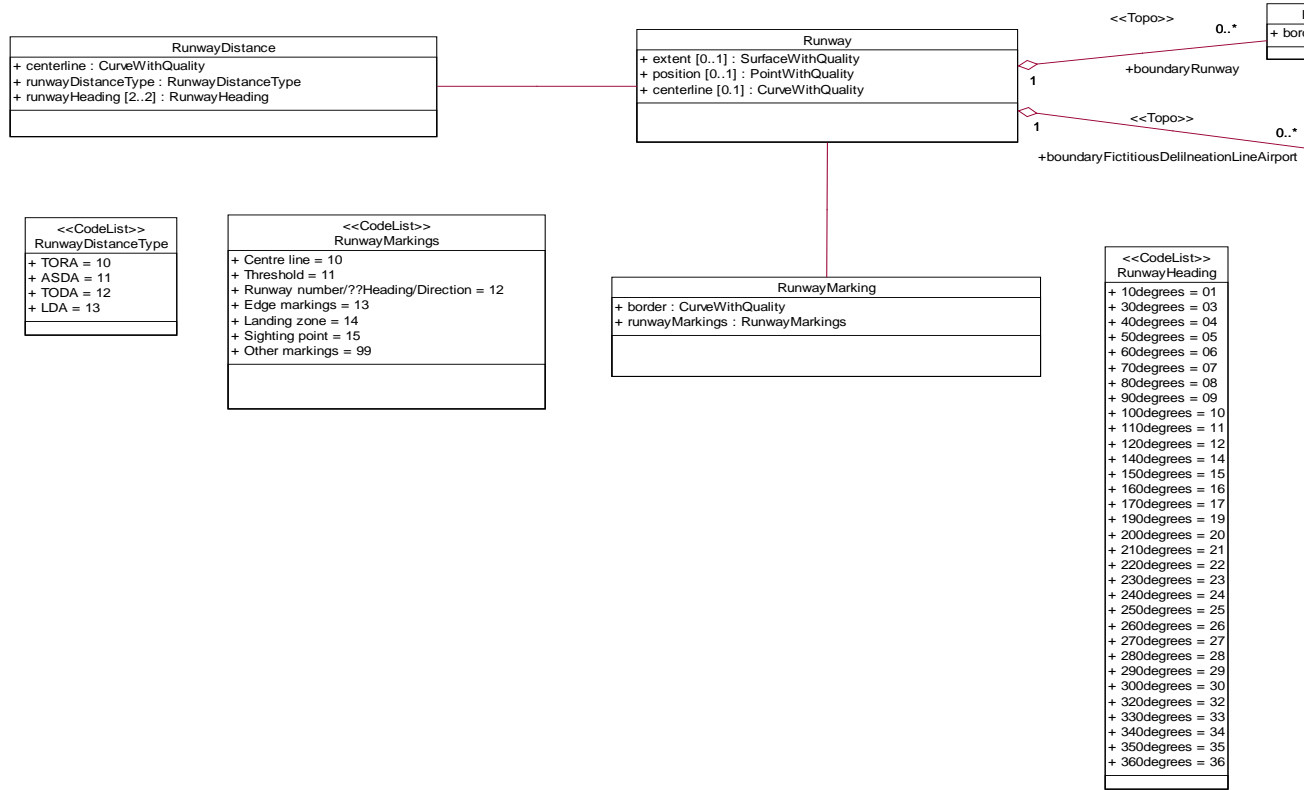 RunwayDistance
+ centerline : CurveWithQuality
+ runwayDistanceType : RunwayDistanceType
+ runwayHeading [2..2] : RunwayHeading
Runway
+ extent [0..1] : SurfaceWithQuality
+ position [0..1] : PointWithQuality
+ centerline [0.1] : CurveWithQuality
<<Topo>>
0..*
1
+boundaryRunway
<<Topo>>
0..*
1
+boundaryFictitiousDelilneationLineAirport
<<CodeList>>
RunwayDistanceType
+ TORA = 10
+ ASDA = 11
+ TODA = 12
+ LDA = 13
<<CodeList>>
RunwayMarkings
+ Centre line = 10
+ Threshold = 11
+ Runway number/??Heading/Direction = 12
+ Edge markings = 13
+ Landing zone = 14
+ Sighting point = 15
+ Other markings = 99
RunwayMarking
+ border : CurveWithQuality
+ runwayMarkings : RunwayMarkings
<<CodeList>>
RunwayHeading
+ 10degrees = 01
+ 30degrees = 03
+ 40degrees = 04
+ 50degrees = 05
+ 60degrees = 06
+ 70degrees = 07
+ 80degrees = 08
+ 90degrees = 09
+ 100degrees = 10
+ 110degrees = 11
+ 120degrees = 12
+ 140degrees = 14
+ 150degrees = 15
+ 160degrees = 16
+ 170degrees = 17
+ 190degrees = 19
+ 200degrees = 20
+ 210degrees = 21
+ 220degrees = 22
+ 230degrees = 23
+ 240degrees = 24
+ 250degrees = 25
+ 260degrees = 26
+ 270degrees = 27
+ 280degrees = 28
+ 290degrees = 29
+ 300degrees = 30
+ 320degrees = 32
+ 330degrees = 33
+ 340degrees = 34
+ 350degrees = 35
+ 360degrees = 36